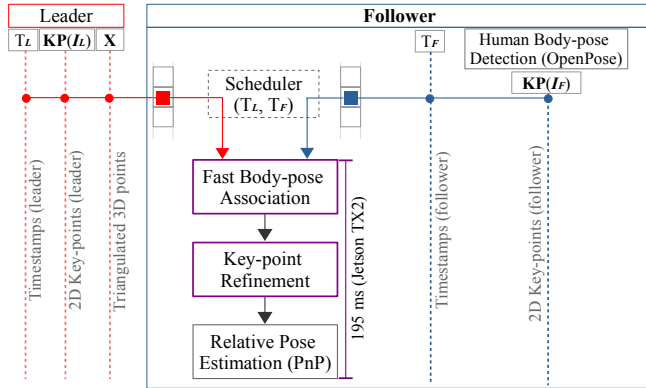 Leader
Follower
T_L
KP(I_L)
X
T_F
Human Body-pose
Detection (OpenPose)
KP(I_F)
Scheduler
(T_L, T_F)
Fast Body-pose
Association
Key-point
Refinement
Relative Pose
Estimation (PnP)
195 ms (Jetson TX2)
Timestamps (leader)
2D Key-points (leader)
Triangulated 3D points
Timestamps (follower)
2D Key-points (follower)